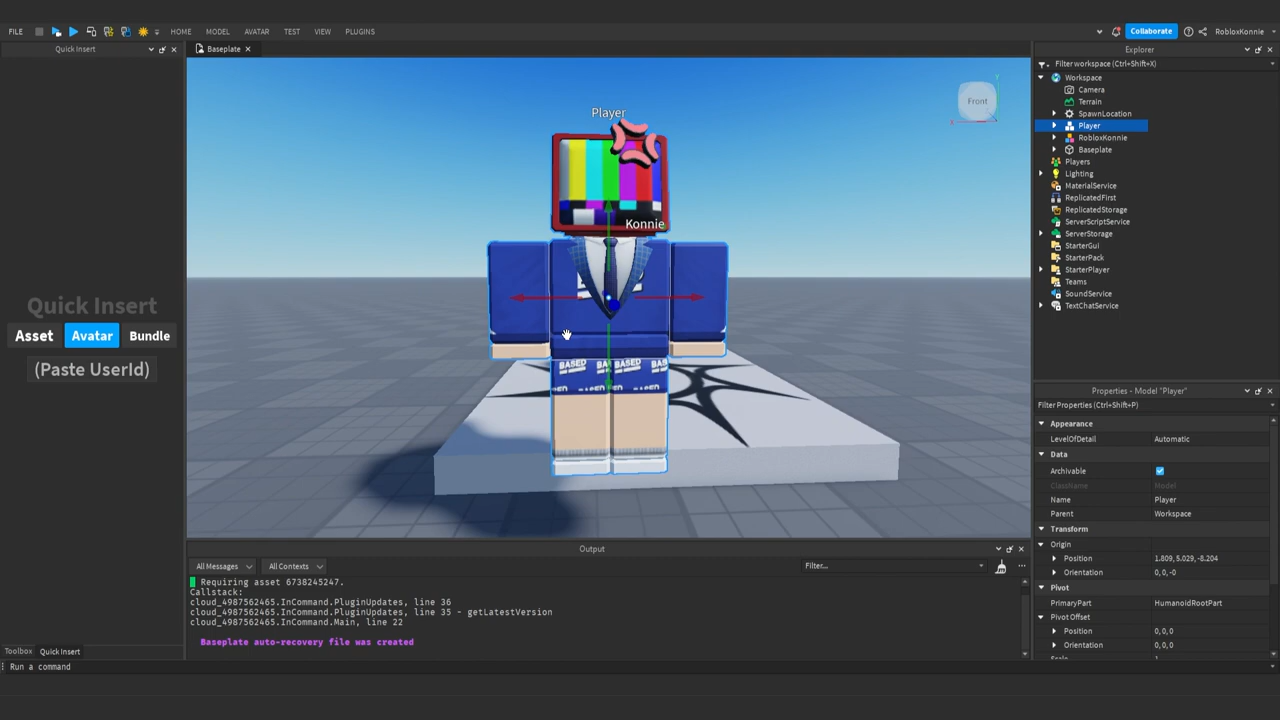 FILE
HOME
MODEL
AVATAR
TEST
VIEW
PLUGINS
Collaborate
RobloxKonnie
Quick Insert
Baseplate
Quick Insert
Asset
Avatar
Bundle
(Paste UserId)
Toolbox
Quick Insert
Player
Konnie
Front
BASED
BASED
Explorer
Filter workspace (Ctrl+Shift+X)
Workspace
Camera
Terrain
SpawnLocation
Player
RobloxKonnie
Baseplate
Players
Lighting
MaterialService
ReplicatedFirst
ReplicatedStorage
ServerScriptService
ServerStorage
StarterGui
StarterPack
StarterPlayer
Teams
SoundService
TextChatService
Properties - Model "Player"
Filter Properties (Ctrl+Shift+P)
Appearance
LevelOfDetail Automatic
Data
Archivable
ClassName Model
Name Player
Parent Workspace
Transform
Origin
Position 1.809, 5.029, -8.204
Orientation 0, 0, -0
Pivot
PrimaryPart HumanoidRootPart
Pivot Offset
Position 0, 0, 0
Orientation 0, 0, 0
Scale 1
Output
All Messages
All Contexts
Filter...
Requiring asset 6738245247.
Callstack:
cloud_4987562465.InCommand.PluginUpdates, line 36
cloud_4987562465.InCommand.PluginUpdates, line 35 - getLatestVersion
cloud_4987562465.InCommand.Main, line 22
Baseplate auto-recovery file was created
Run a command